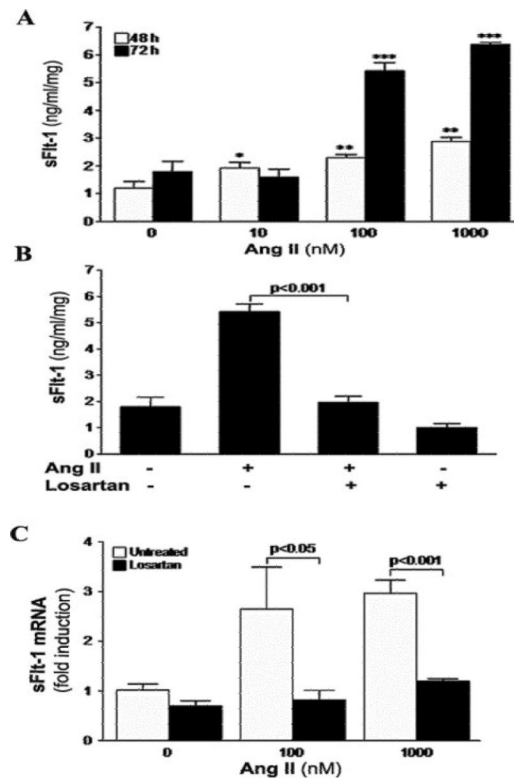 A
48 h
72 h
sFlt-1 (ng/ml/mg)
7
6
5
4
3
2
1
0
*
**
***
**
***
0 10 100 1000
Ang II (nM)
B
sFlt-1 (ng/ml/mg)
7
6
5
4
3
2
1
0
p<0.001
Ang II - + + -
Losartan - - + +
C
Untreated
Losartan
sFlt-1 mRNA
(fold induction)
4
3
2
1
0
p<0.05
p<0.001
0 100 1000
Ang II (nM)